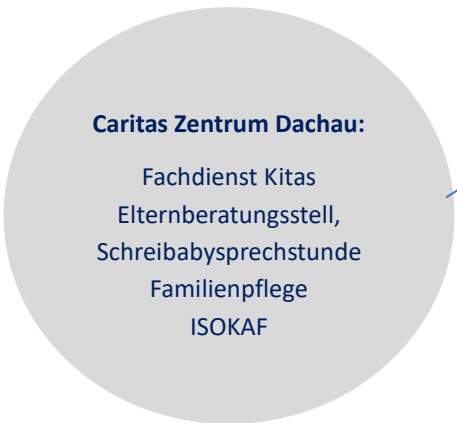 Caritas Zentrum Dachau:
Fachdienst Kitas
Elternberatungsstell,
Schreibabysprechstunde
Familienpflege
ISOKAF